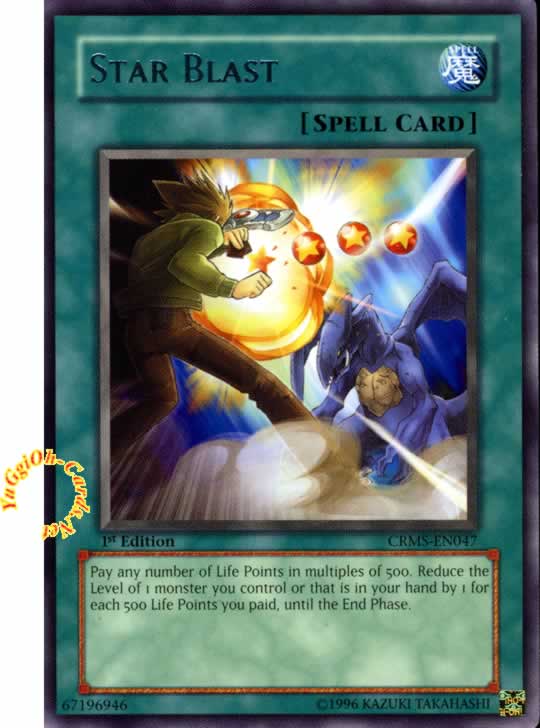 STAR BLAST
SPELL
魔
[SPELL CARD]
YuGgiOh-Cards.Net
1st Edition
CRMS-EN047
Pay any number of Life Points in multiples of 500. Reduce the
Level of 1 monster you control or that is in your hand by 1 for
each 500 Life Points you paid, until the End Phase.
67196946
©1996 KAZUKI TAKAHASHI